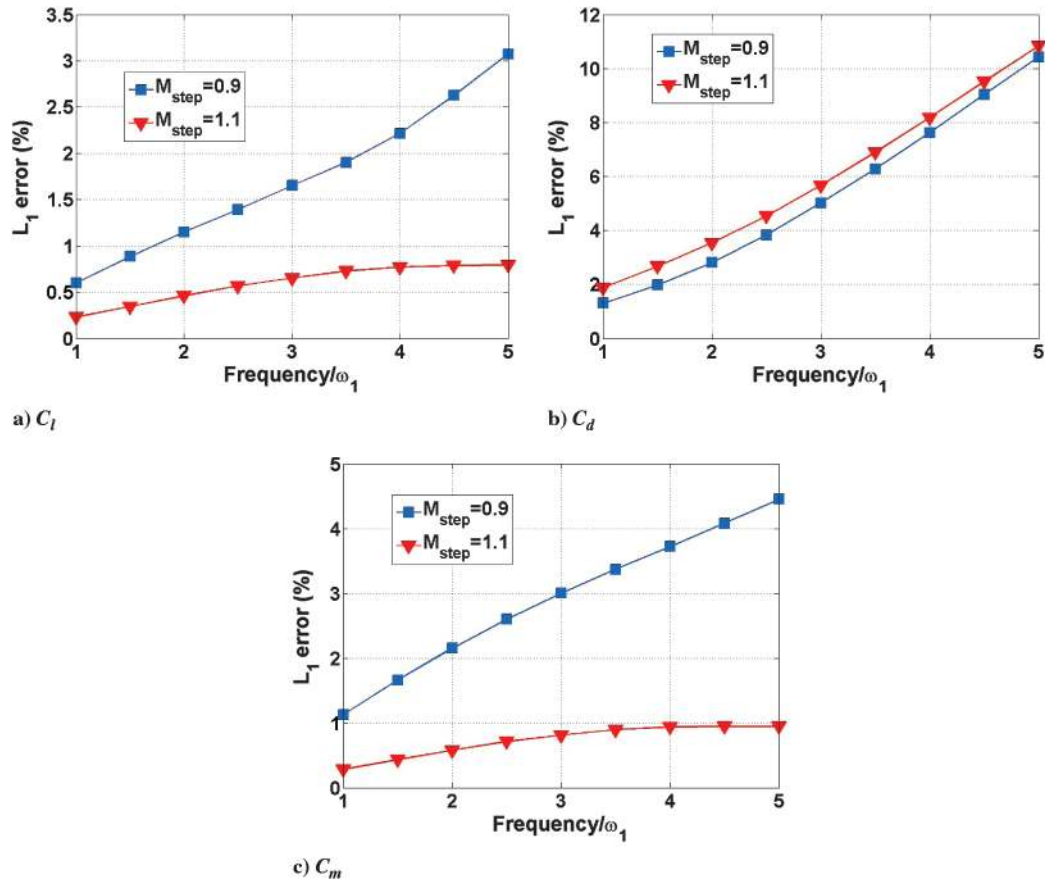 3.5
3
2.5
2
1.5
1
0.5
0
L1 error (%)
Mstep=0.9
Mstep=1.1
1 2 3 4 5
Frequency/ω1
a) Cl
12
10
8
6
4
2
0
L1 error (%)
Mstep=0.9
Mstep=1.1
1 2 3 4 5
Frequency/ω1
b) Cd
5
4
3
2
1
0
L1 error (%)
Mstep=0.9
Mstep=1.1
1 2 3 4 5
Frequency/ω1
c) Cm